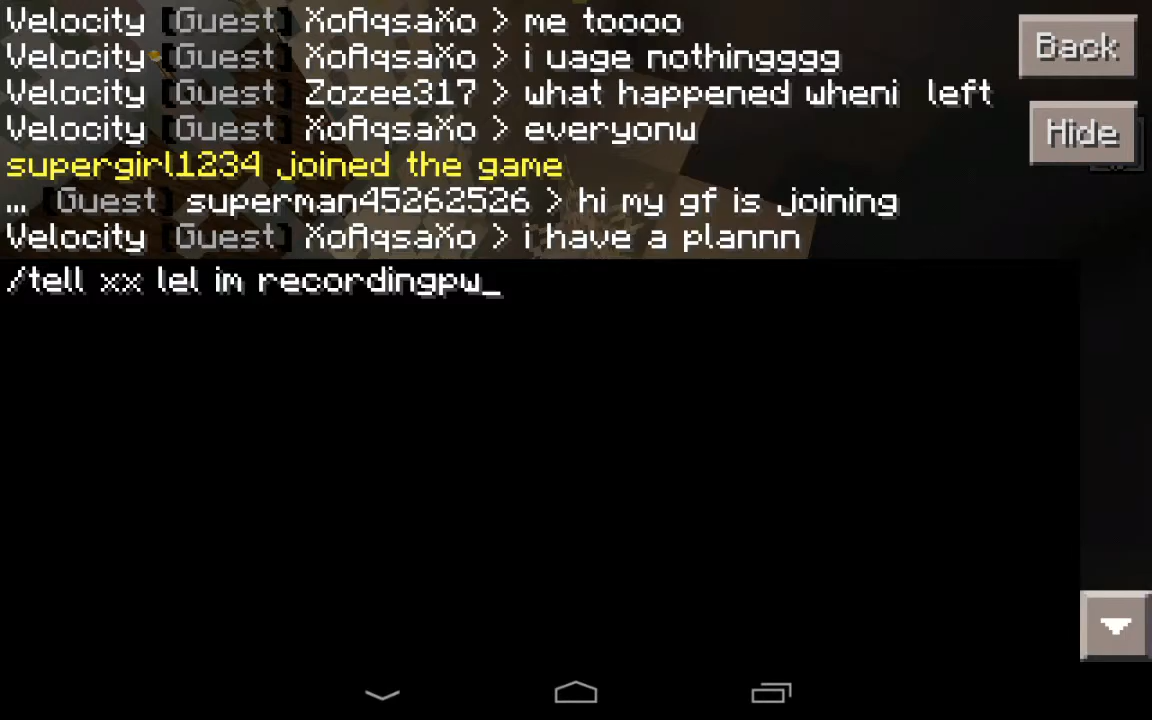 Velocity [Guest] XoAqsaXo > me toooo
Velocity [Guest] XoAqsaXo > i uage nothingggg
Velocity [Guest] Zozee317 > what happened wheni  left
Velocity [Guest] XoAqsaXo > everyonw
supergirl1234 joined the game
... [Guest] superman45262526 > hi my gf is joining
Velocity [Guest] XoAqsaXo > i have a plannn
/tell xx lel im recordingpw_
Back
Hide